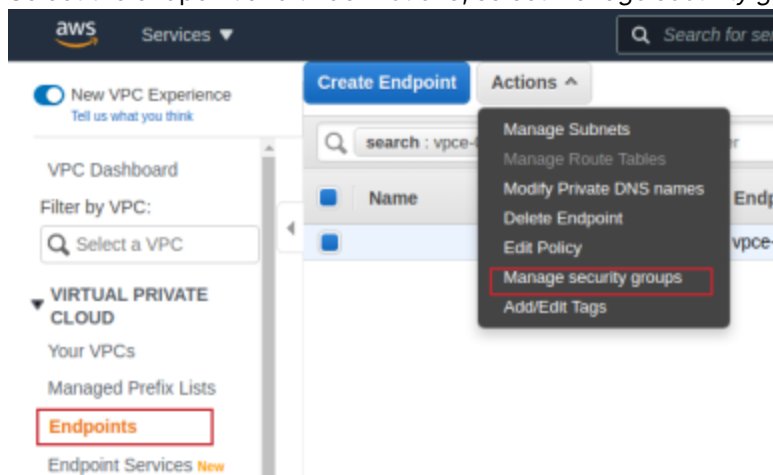 aws Services ▼ Search for ser
New VPC Experience
Tell us what you think
VPC Dashboard
Filter by VPC:
Select a VPC
▼ VIRTUAL PRIVATE
CLOUD
Your VPCs
Managed Prefix Lists
Endpoints
Endpoint Services New
Create Endpoint Actions ^
search : vpce-
Name Endp
vpce-
Manage Subnets
Manage Route Tables
Modify Private DNS names
Delete Endpoint
Edit Policy
Manage security groups
Add/Edit Tags